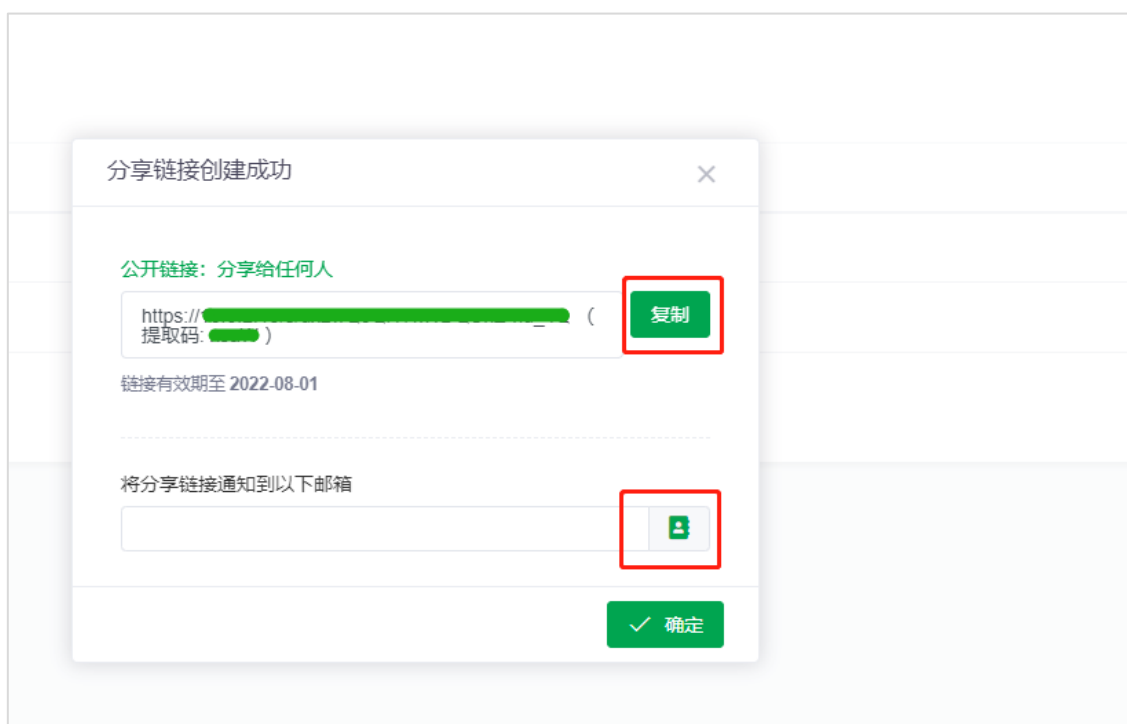 分享链接创建成功
公开链接：分享给任何人
https:// （
提取码: ）
复制
链接有效期至 2022-08-01
将分享链接通知到以下邮箱
确定